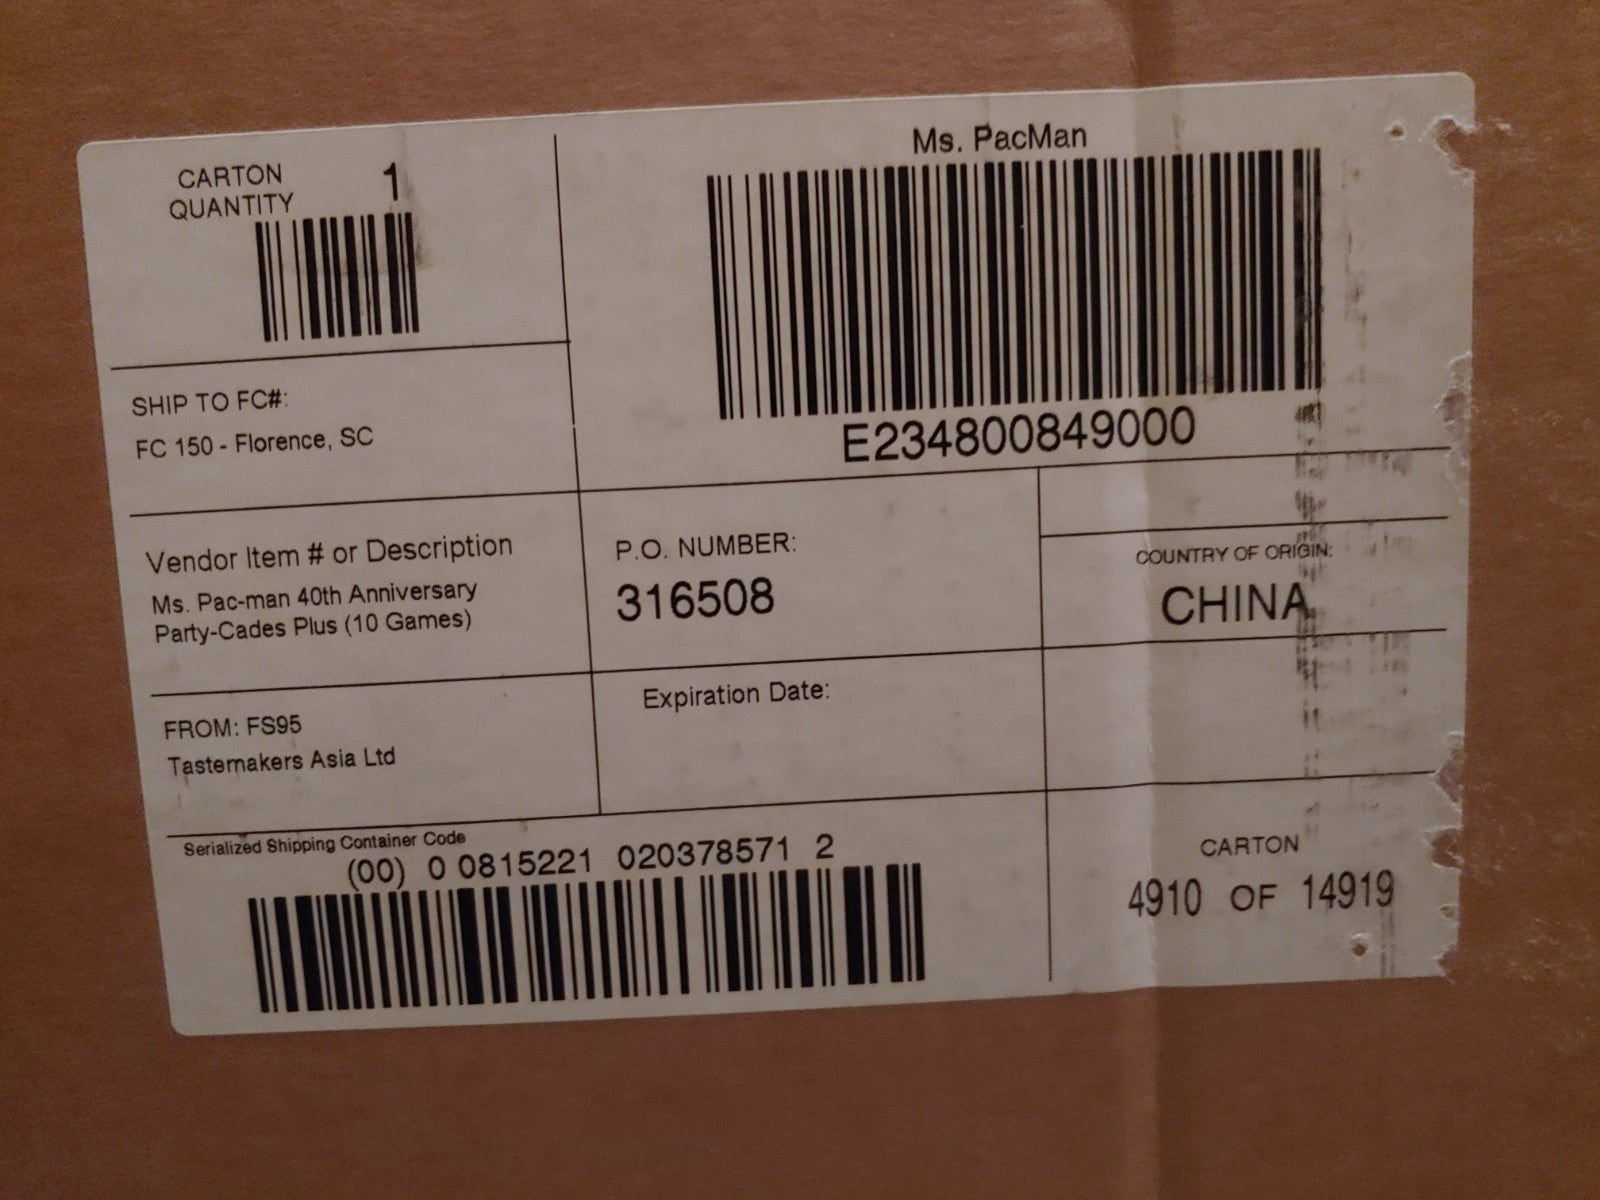 CARTON
QUANTITY
1
Ms. PacMan
E234800849000
SHIP TO FC#:
FC 150 - Florence, SC
Vendor Item # or Description
Ms. Pac-man 40th Anniversary
Party-Cades Plus (10 Games)
P.O. NUMBER:
316508
COUNTRY OF ORIGIN:
CHINA
FROM: FS95
Tastemakers Asia Ltd
Expiration Date:
Serialized Shipping Container Code
(00) 0 0815221 020378571 2
CARTON
4910 OF 14919